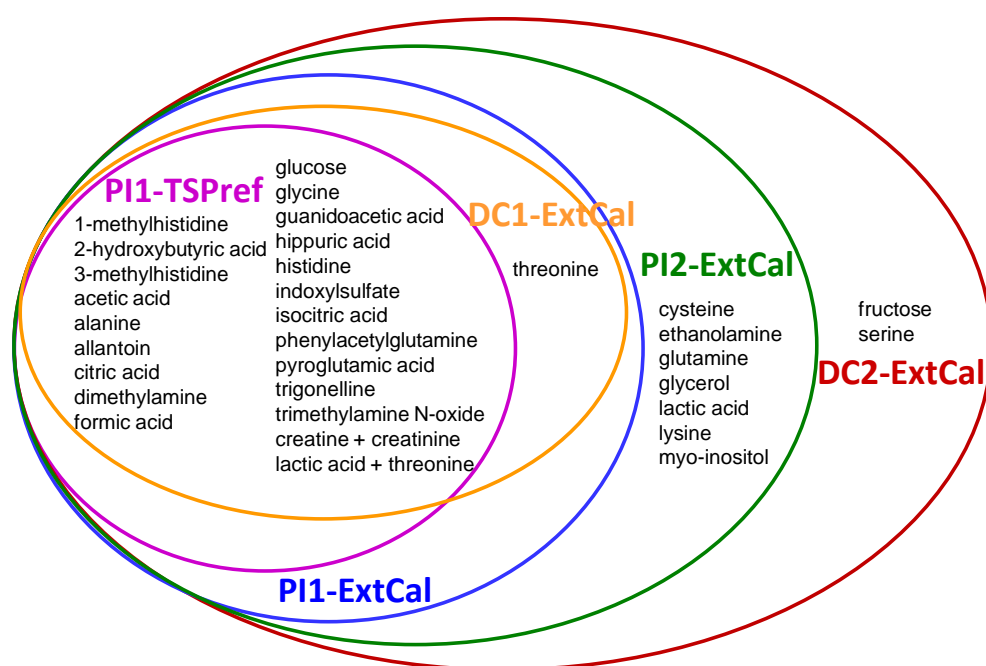 PI1-TSPref
1-methylhistidine
2-hydroxybutyric acid
3-methylhistidine
acetic acid
alanine
allantoin
citric acid
dimethylamine
formic acid
glucose
glycine
guanidoacetic acid
hippuric acid
histidine
indoxylsulfate
isocitric acid
phenylacetylglutamine
pyroglutamic acid
trigonelline
trimethylamine N-oxide
creatine + creatinine
lactic acid + threonine
DC1-ExtCal
threonine
PI1-ExtCal
PI2-ExtCal
cysteine
ethanolamine
glutamine
glycerol
lactic acid
lysine
myo-inositol
fructose
serine
DC2-ExtCal